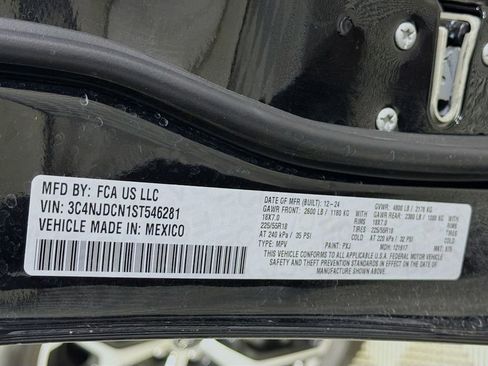 MFD BY: FCA US LLC
VIN: 3C4NJDCN1ST546281
VEHICLE MADE IN: MEXICO
DATE OF MFR (BUILT): 12-24 GVWR: 4800 LB / 2178 KG
GAWR FRONT: 2600 LB / 1180 KG GAWR REAR: 2380 LB / 1080 KG
18X7.0 RIMS 18X7.0
225/55R18 TIRES 225/55R18
AT 240 kPa / 35 PSI COLD AT 220 kPa / 32 PSI
TYPE: MPV PAINT: PXJ MDH: 121917 MKT: 
THIS VEHICLE CONFORMS TO ALL APPLICABLE U.S.A. FEDERAL MOTOR VEHICLE
SAFETY AND THEFT PREVENTION STANDARDS IN EFFECT ON THE DATE OF
MANUFACTURE SHOWN ABOVE.